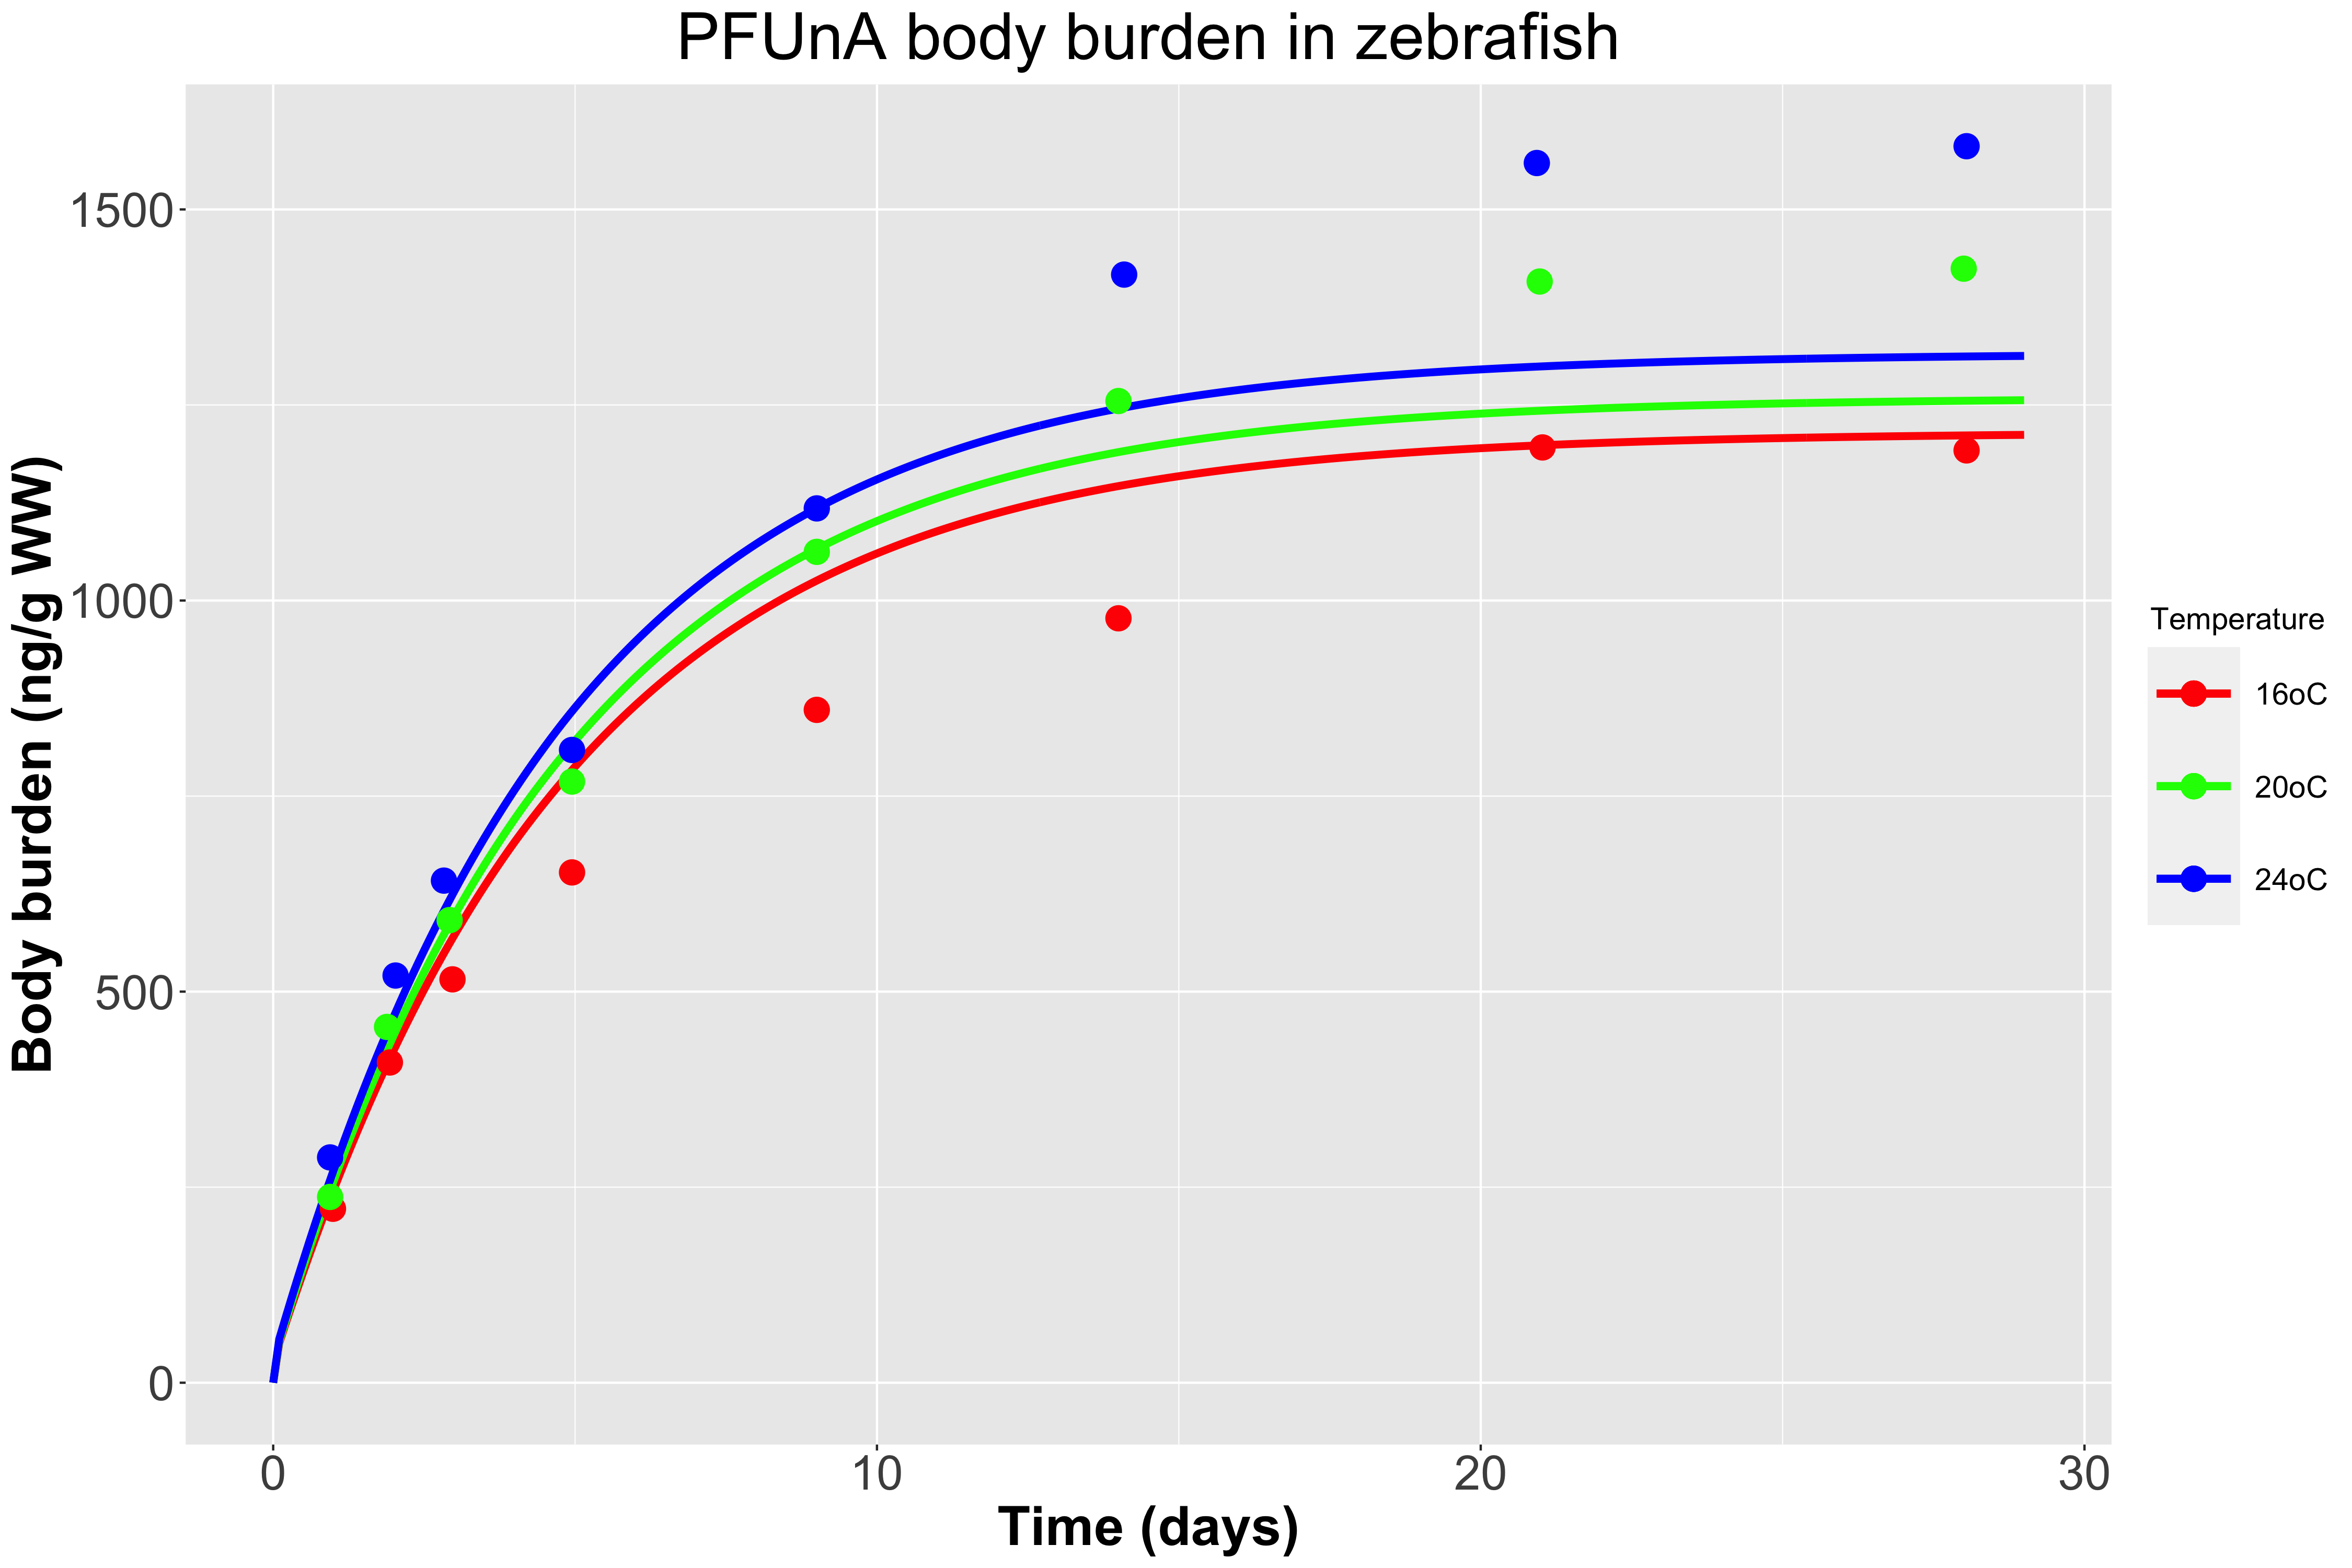 PFUnA body burden in zebrafish
Body burden (ng/g WW)
1500
1000
500
0
0
10
20
30
Time (days)
Temperature
16oC
20oC
24oC